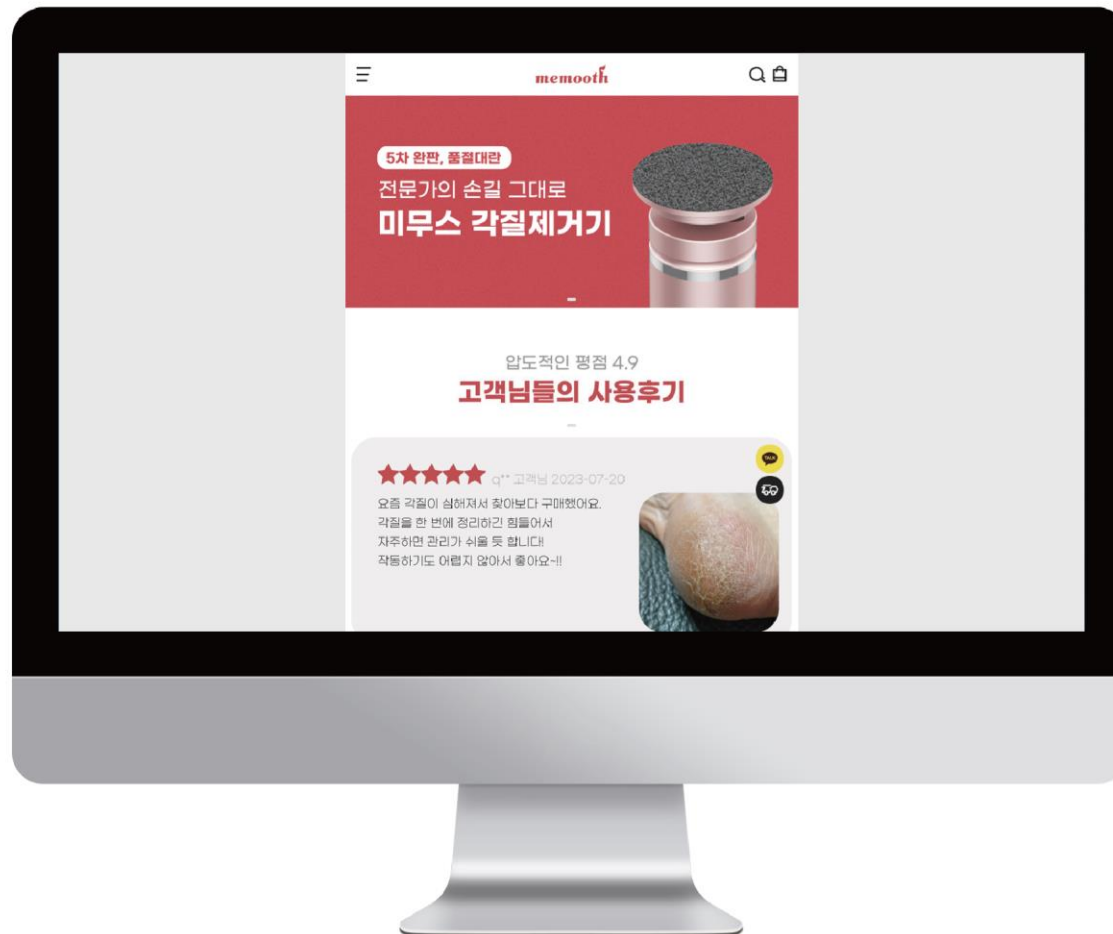 memooth
5차 완판, 품절대란
전문가의 손길 그대로
미무스 각질제거기
압도적인 평점 4.9
고객님들의 사용후기
q** 고객님 2023-07-20
요즘 각질이 심해져서 찾아보다 구매했어요.
각질을 한 번에 정리하긴 힘들어서
자주하면 관리가 쉬울 듯 합니다!
작동하기도 어렵지 않아서 좋아요~!!
TALK